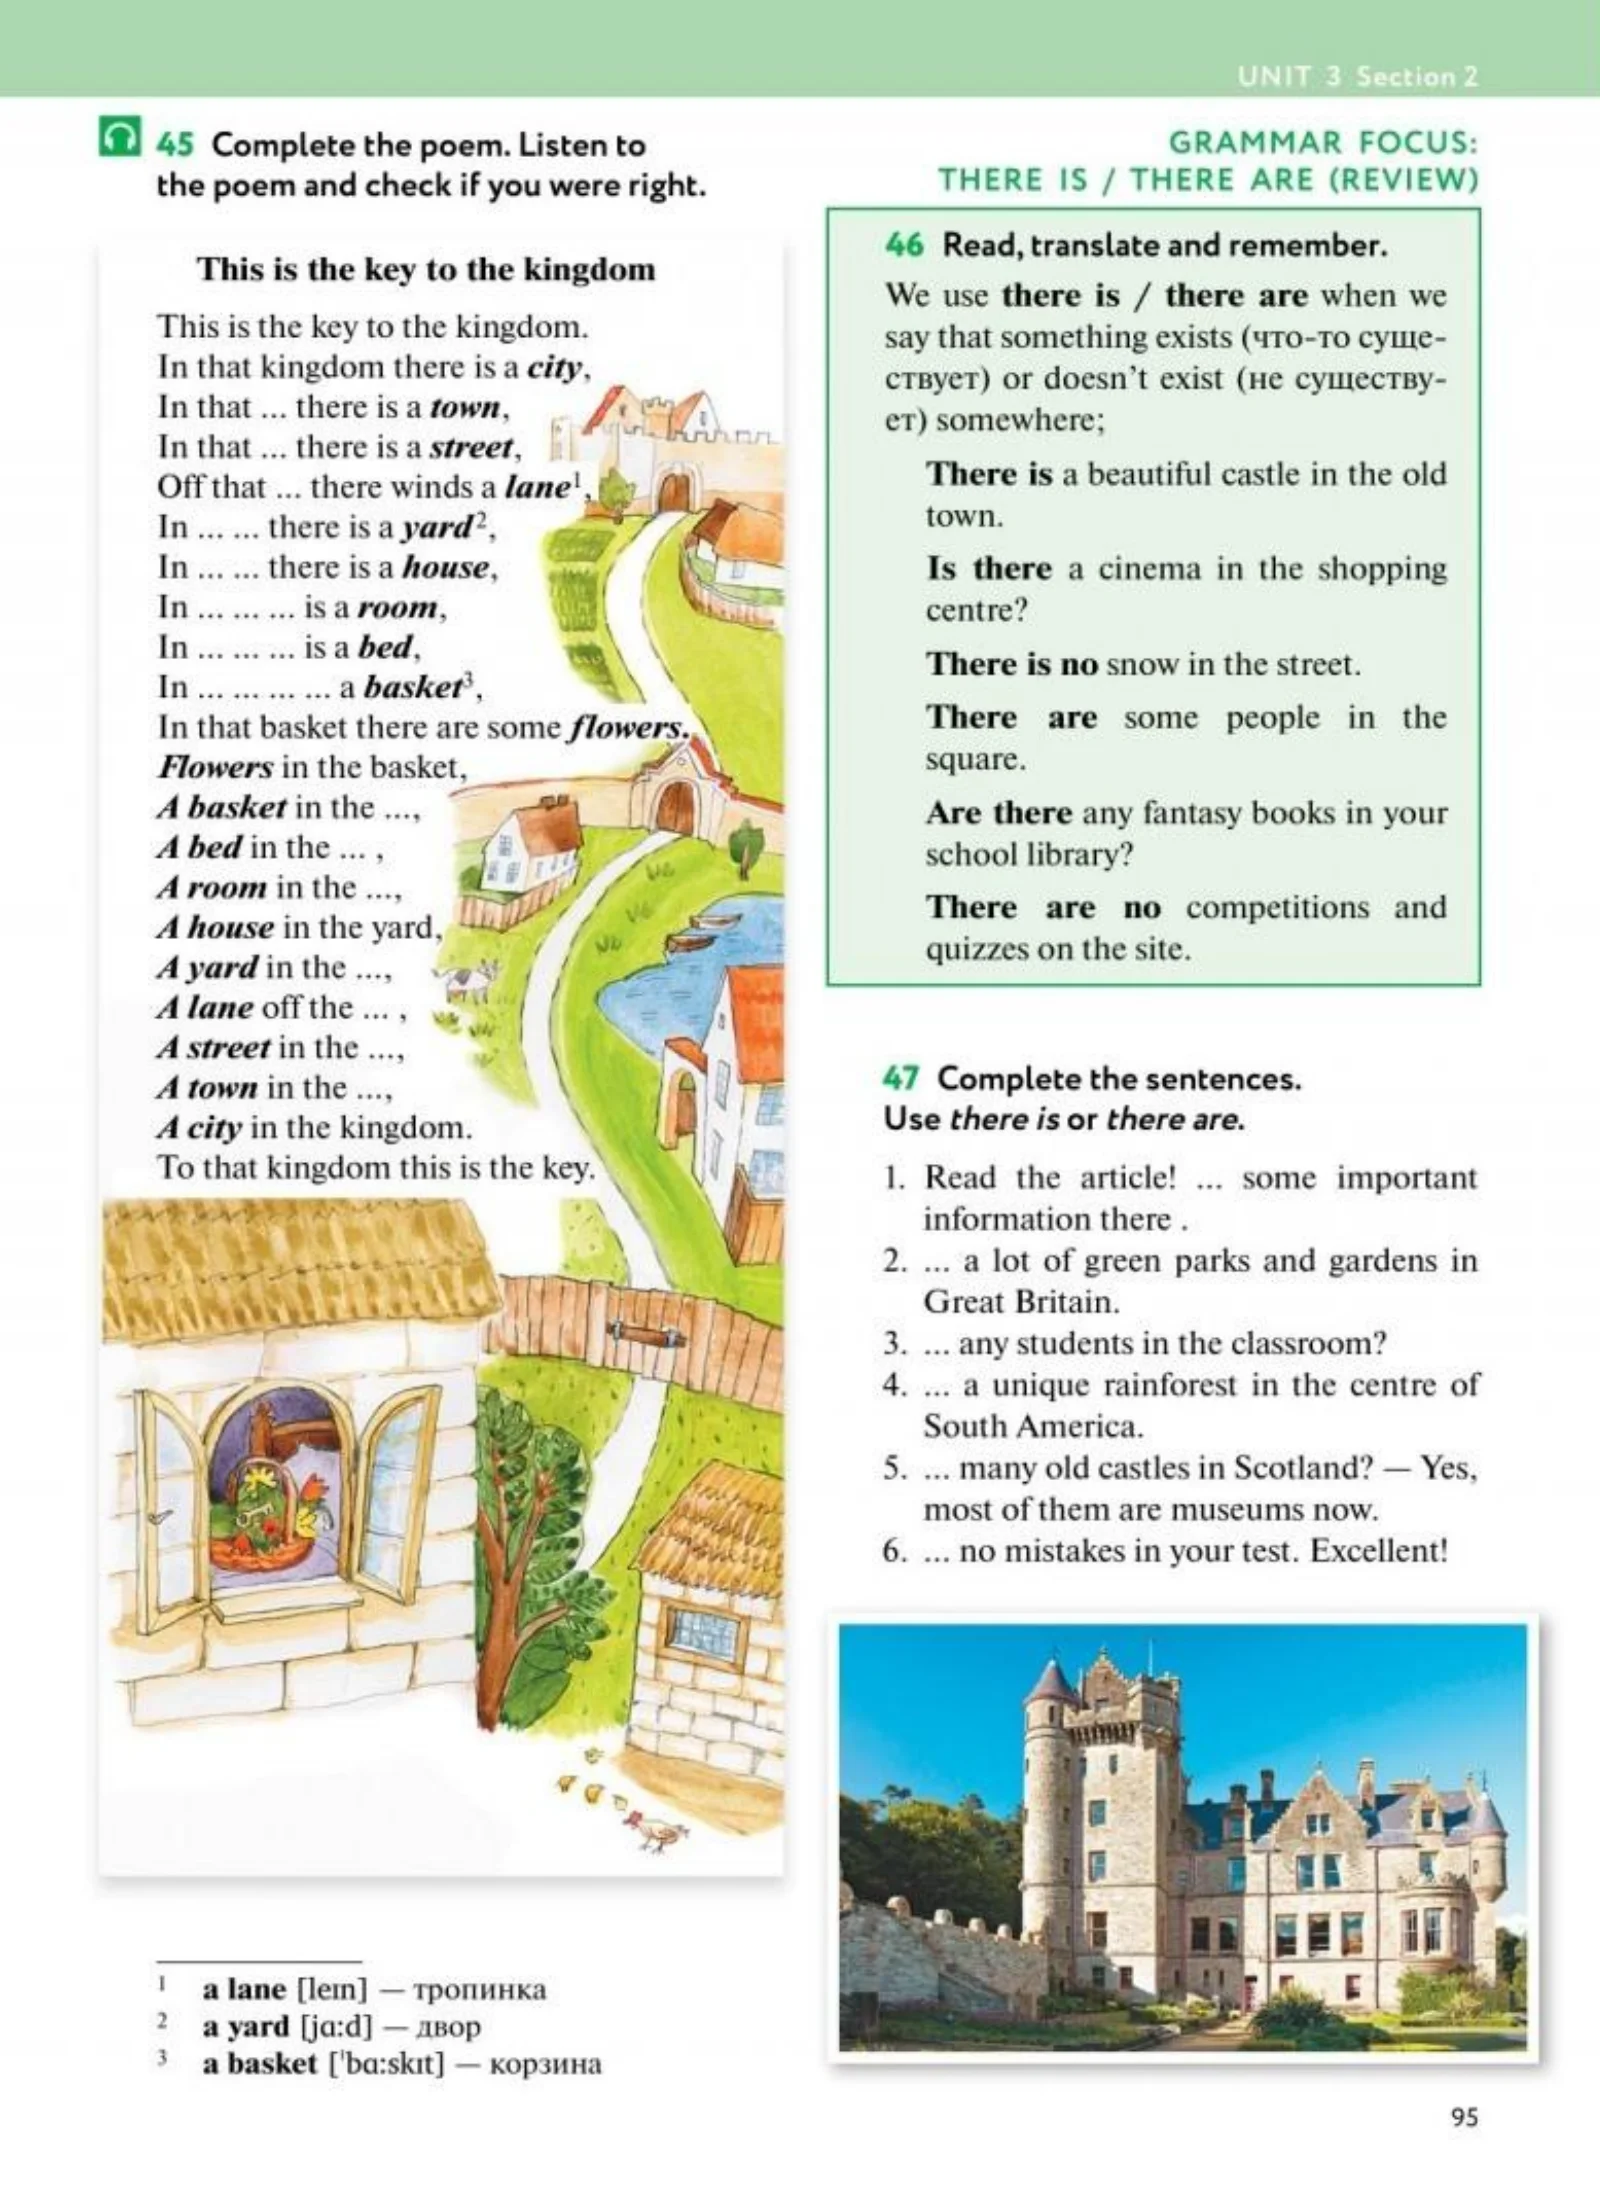 UNIT 3 Section 2
45 Complete the poem. Listen to
the poem and check if you were right.
This is the key to the kingdom
This is the key to the kingdom.
In that kingdom there is a city,
In that ... there is a town,
In that ... there is a street,
Off that ... there winds a lane¹,
In ... ... there is a yard²,
In ... ... there is a house,
In ... ... ... is a room,
In ... ... ... is a bed,
In ... ... ... ... a basket³,
In that basket there are some flowers.
Flowers in the basket,
A basket in the ...,
A bed in the ... ,
A room in the ...,
A house in the yard,
A yard in the ...,
A lane off the ... ,
A street in the ...,
A town in the ...,
A city in the kingdom.
To that kingdom this is the key.
1 a lane [leɪn] — тропинка
2 a yard [jɑ:d] — двор
3 a basket ['bɑ:skɪt] — корзина
GRAMMAR FOCUS:
THERE IS / THERE ARE (REVIEW)
46 Read, translate and remember.
We use there is / there are when we
say that something exists (что-то суще-
ствует) or doesn't exist (не существу-
ет) somewhere;
There is a beautiful castle in the old
town.
Is there a cinema in the shopping
centre?
There is no snow in the street.
There are some people in the
square.
Are there any fantasy books in your
school library?
There are no competitions and
quizzes on the site.
47 Complete the sentences.
Use there is or there are.
1. Read the article! ... some important
information there .
2. ... a lot of green parks and gardens in
Great Britain.
3. ... any students in the classroom?
4. ... a unique rainforest in the centre of
South America.
5. ... many old castles in Scotland? — Yes,
most of them are museums now.
6. ... no mistakes in your test. Excellent!
95